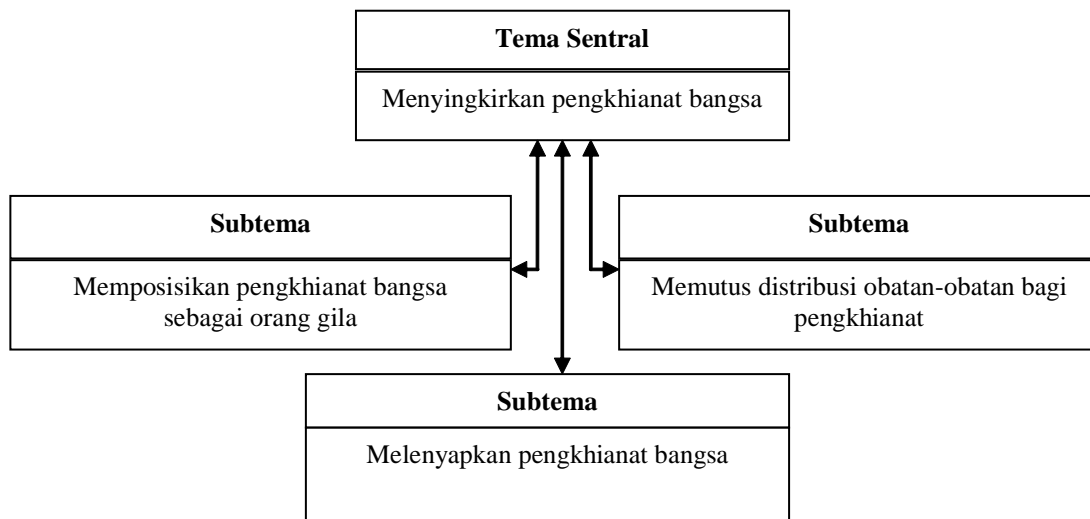 Tema Sentral
Menyingkirkan pengkhianat bangsa
Subtema
Memposisikan pengkhianat bangsa
sebagai orang gila
Subtema
Memutus distribusi obatan-obatan bagi
pengkhianat
Subtema
Melenyapkan pengkhianat bangsa